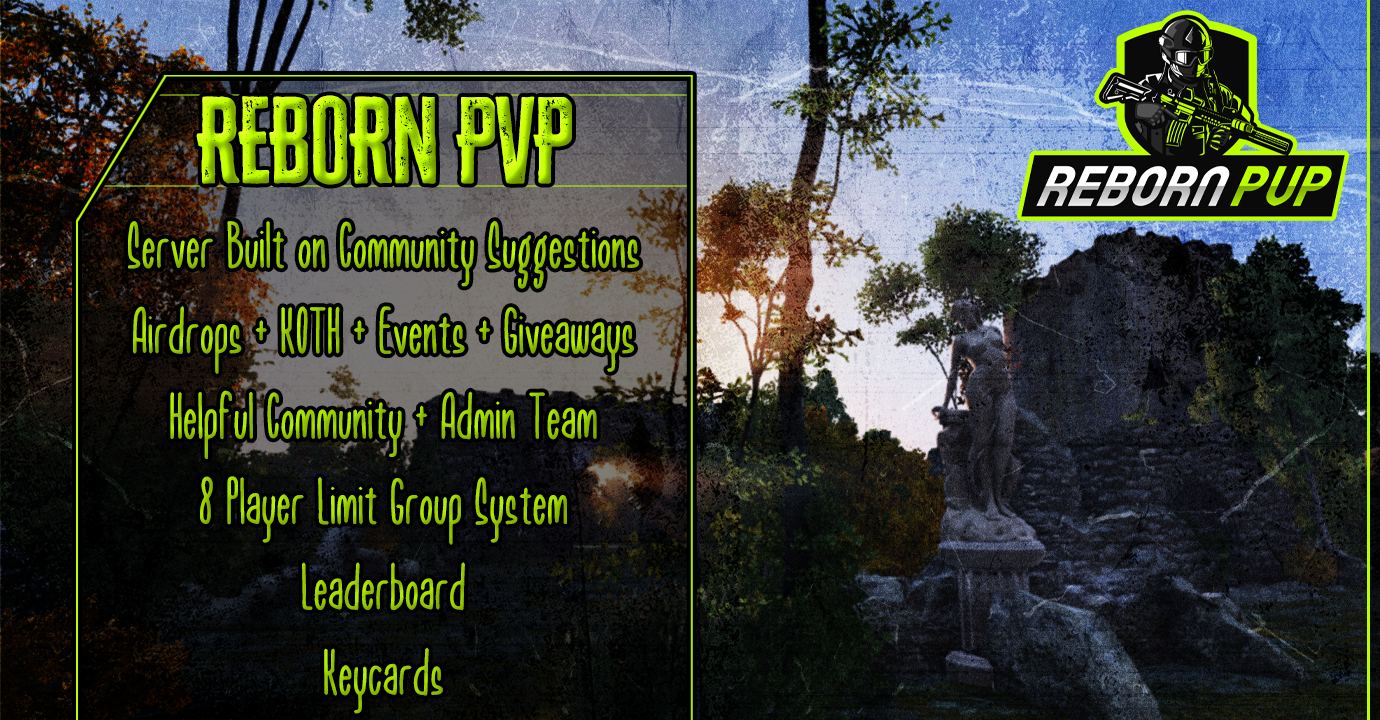 REBORN PVP
Server Built on Community Suggestions
Airdrops + KOTH + Events + Giveaways
Helpful Community + Admin Team
8 Player Limit Group System
Leaderboard
Keycards
REBORN PVP